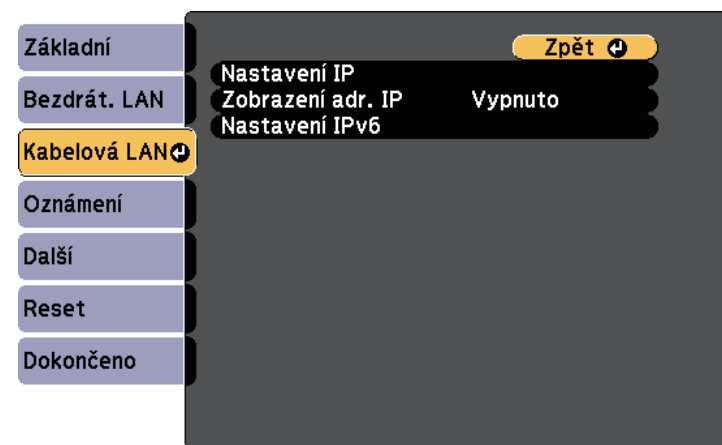 Základní
Bezdrát. LAN
Kabelová LAN
Oznámení
Další
Reset
Dokončeno
Zpět
Nastavení IP
Zobrazení adr. IP Vypnuto
Nastavení IPv6